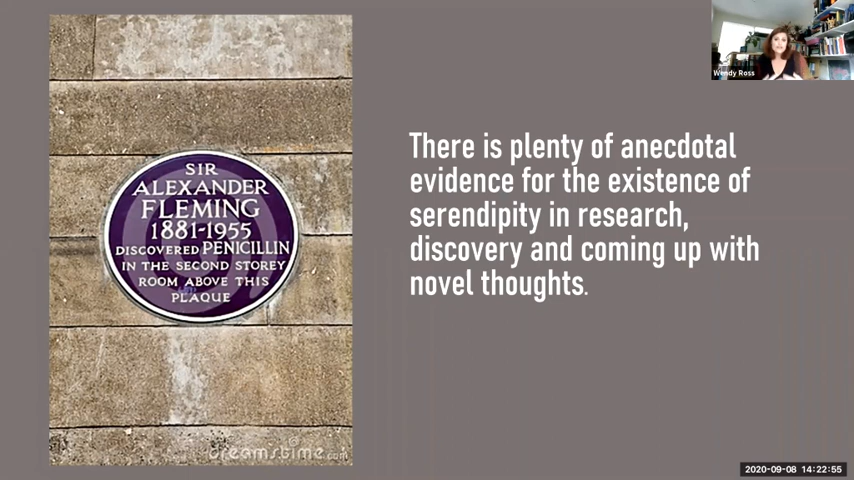 SIR
ALEXANDER
FLEMING
1881-1955
DISCOVERED PENICILLIN
IN THE SECOND STOREY
ROOM ABOVE THIS
PLAQUE
dreamstime.com
There is plenty of anecdotal
evidence for the existence of
serendipity in research,
discovery and coming up with
novel thoughts.
Wendy Ross
2020-09-08 14:22:55